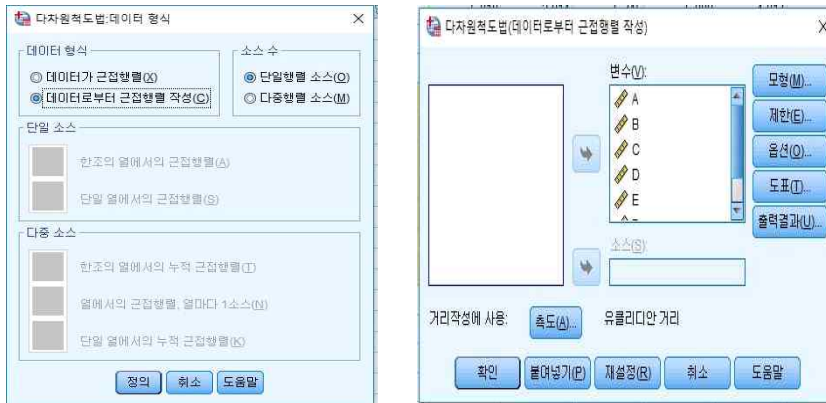 다차원척도법:데이터 형식
데이터 형식
데이터가 근접행렬(X)
데이터로부터 근접행렬 작성(C)
소스 수
단일행렬 소스(O)
다중행렬 소스(M)
단일 소스
한조의 열에서의 근접행렬(A)
단일 열에서의 근접행렬(S)
다중 소스
한조의 열에서의 누적 근접행렬(T)
열에서의 근접행렬, 열마다 1소스(N)
단일 열에서의 누적 근접행렬(K)
정의 취소 도움말
다차원척도법(데이터로부터 근접행렬 작성)
변수(V):
A
B
C
D
E
모형(M)...
제한(E)...
옵션(O)...
도표(T)...
출력결과(U)...
소스(S):
거리작성에 사용: 측도(A)... 유클리디안 거리
확인 붙여넣기(P) 재설정(R) 취소 도움말